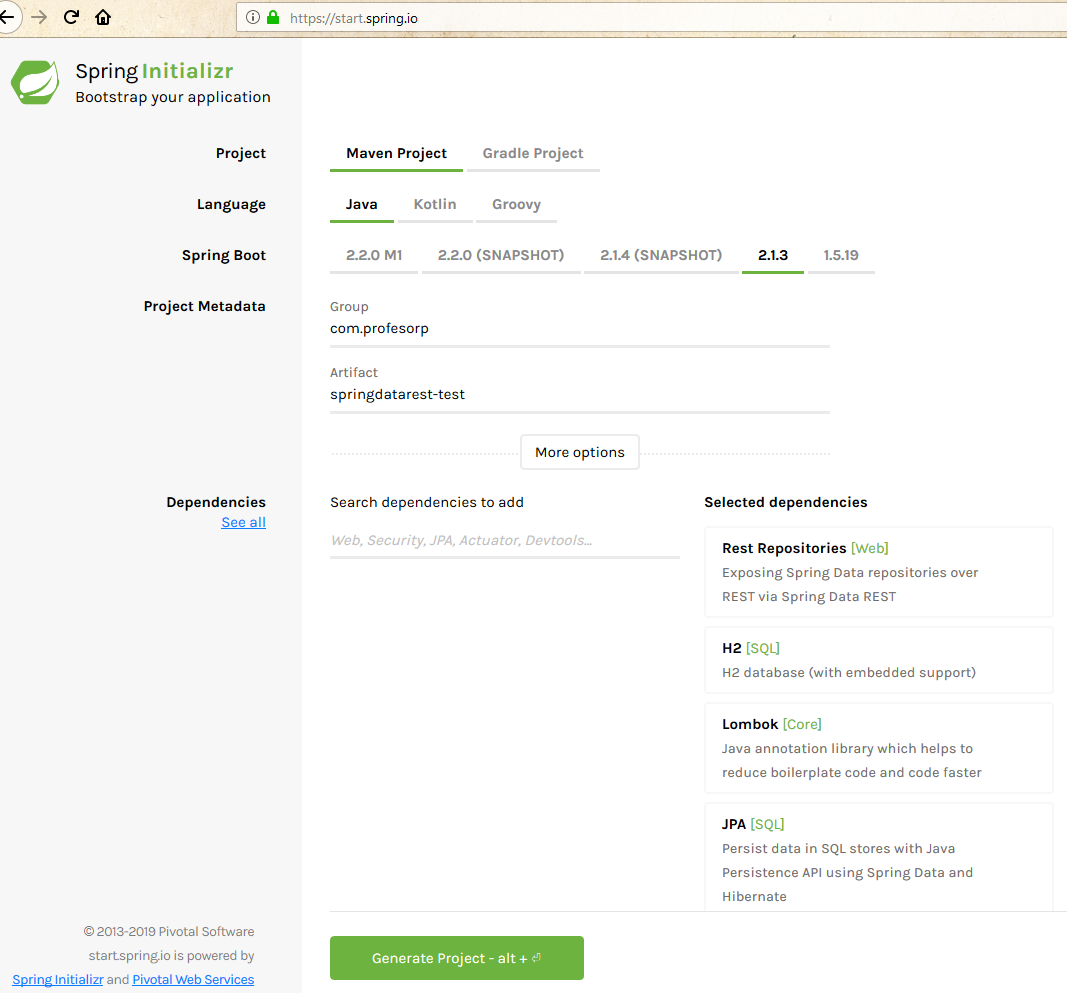 https://start.spring.io
Spring Initializr
Bootstrap your application
Project
Maven Project Gradle Project
Language
Java Kotlin Groovy
Spring Boot
2.2.0 M1 2.2.0 (SNAPSHOT) 2.1.4 (SNAPSHOT) 2.1.3 1.5.19
Project Metadata
Group
com.profesorp
Artifact
springdatarest-test
More options
Dependencies
See all
Search dependencies to add
Web, Security, JPA, Actuator, Devtools...
Selected dependencies
Rest Repositories [Web]
Exposing Spring Data repositories over
REST via Spring Data REST
H2 [SQL]
H2 database (with embedded support)
Lombok [Core]
Java annotation library which helps to
reduce boilerplate code and code faster
JPA [SQL]
Persist data in SQL stores with Java
Persistence API using Spring Data and
Hibernate
© 2013-2019 Pivotal Software
start.spring.io is powered by
Spring Initializr and Pivotal Web Services
Generate Project - alt + ⏎